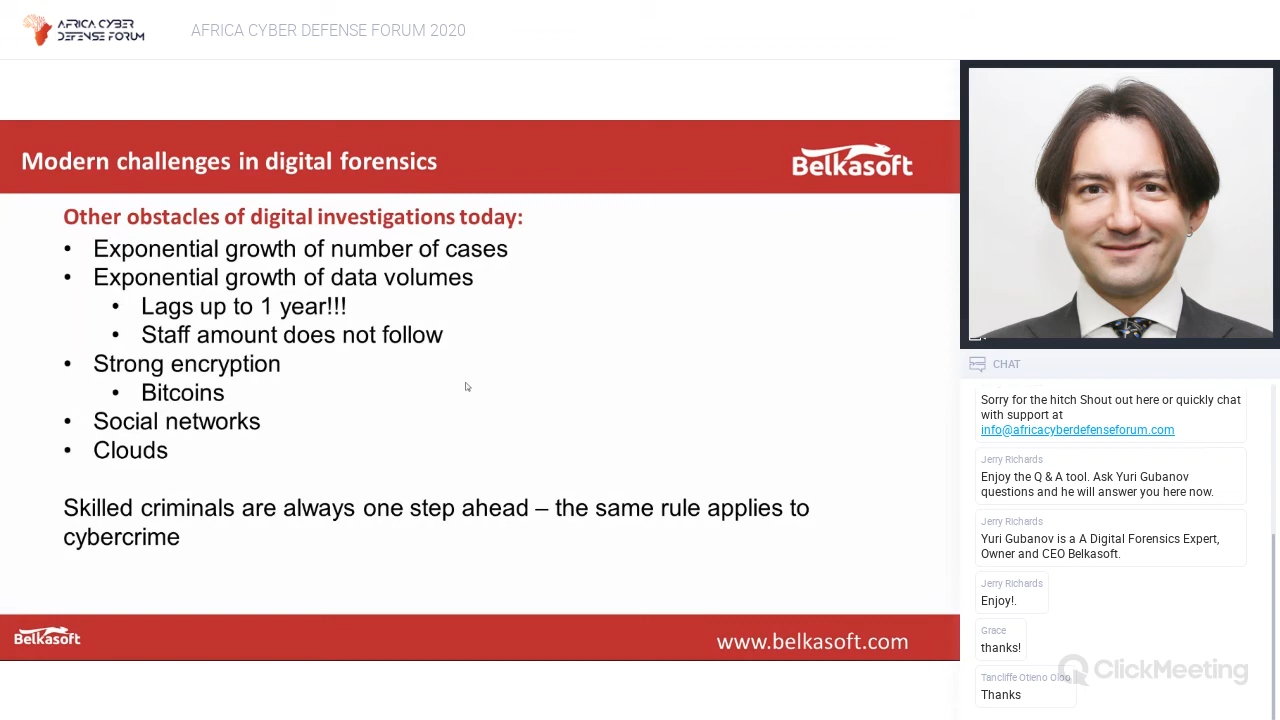 AFRICA CYBER
DEFENSE FORUM
AFRICA CYBER DEFENSE FORUM 2020
Modern challenges in digital forensics
Belkasoft
Other obstacles of digital investigations today:
• Exponential growth of number of cases
• Exponential growth of data volumes
• Lags up to 1 year!!!
• Staff amount does not follow
• Strong encryption
• Bitcoins
• Social networks
• Clouds
Skilled criminals are always one step ahead – the same rule applies to
cybercrime
Belkasoft
www.belkasoft.com
CHAT
Sorry for the hitch Shout out here or quickly chat
with support at
info@africacyberdefenseforum.com
Jerry Richards
Enjoy the Q & A tool. Ask Yuri Gubanov
questions and he will answer you here now.
Jerry Richards
Yuri Gubanov is a A Digital Forensics Expert,
Owner and CEO Belkasoft.
Jerry Richards
Enjoy!.
Grace
thanks!
Tancliffe Otieno Oloo
Thanks
ClickMeeting